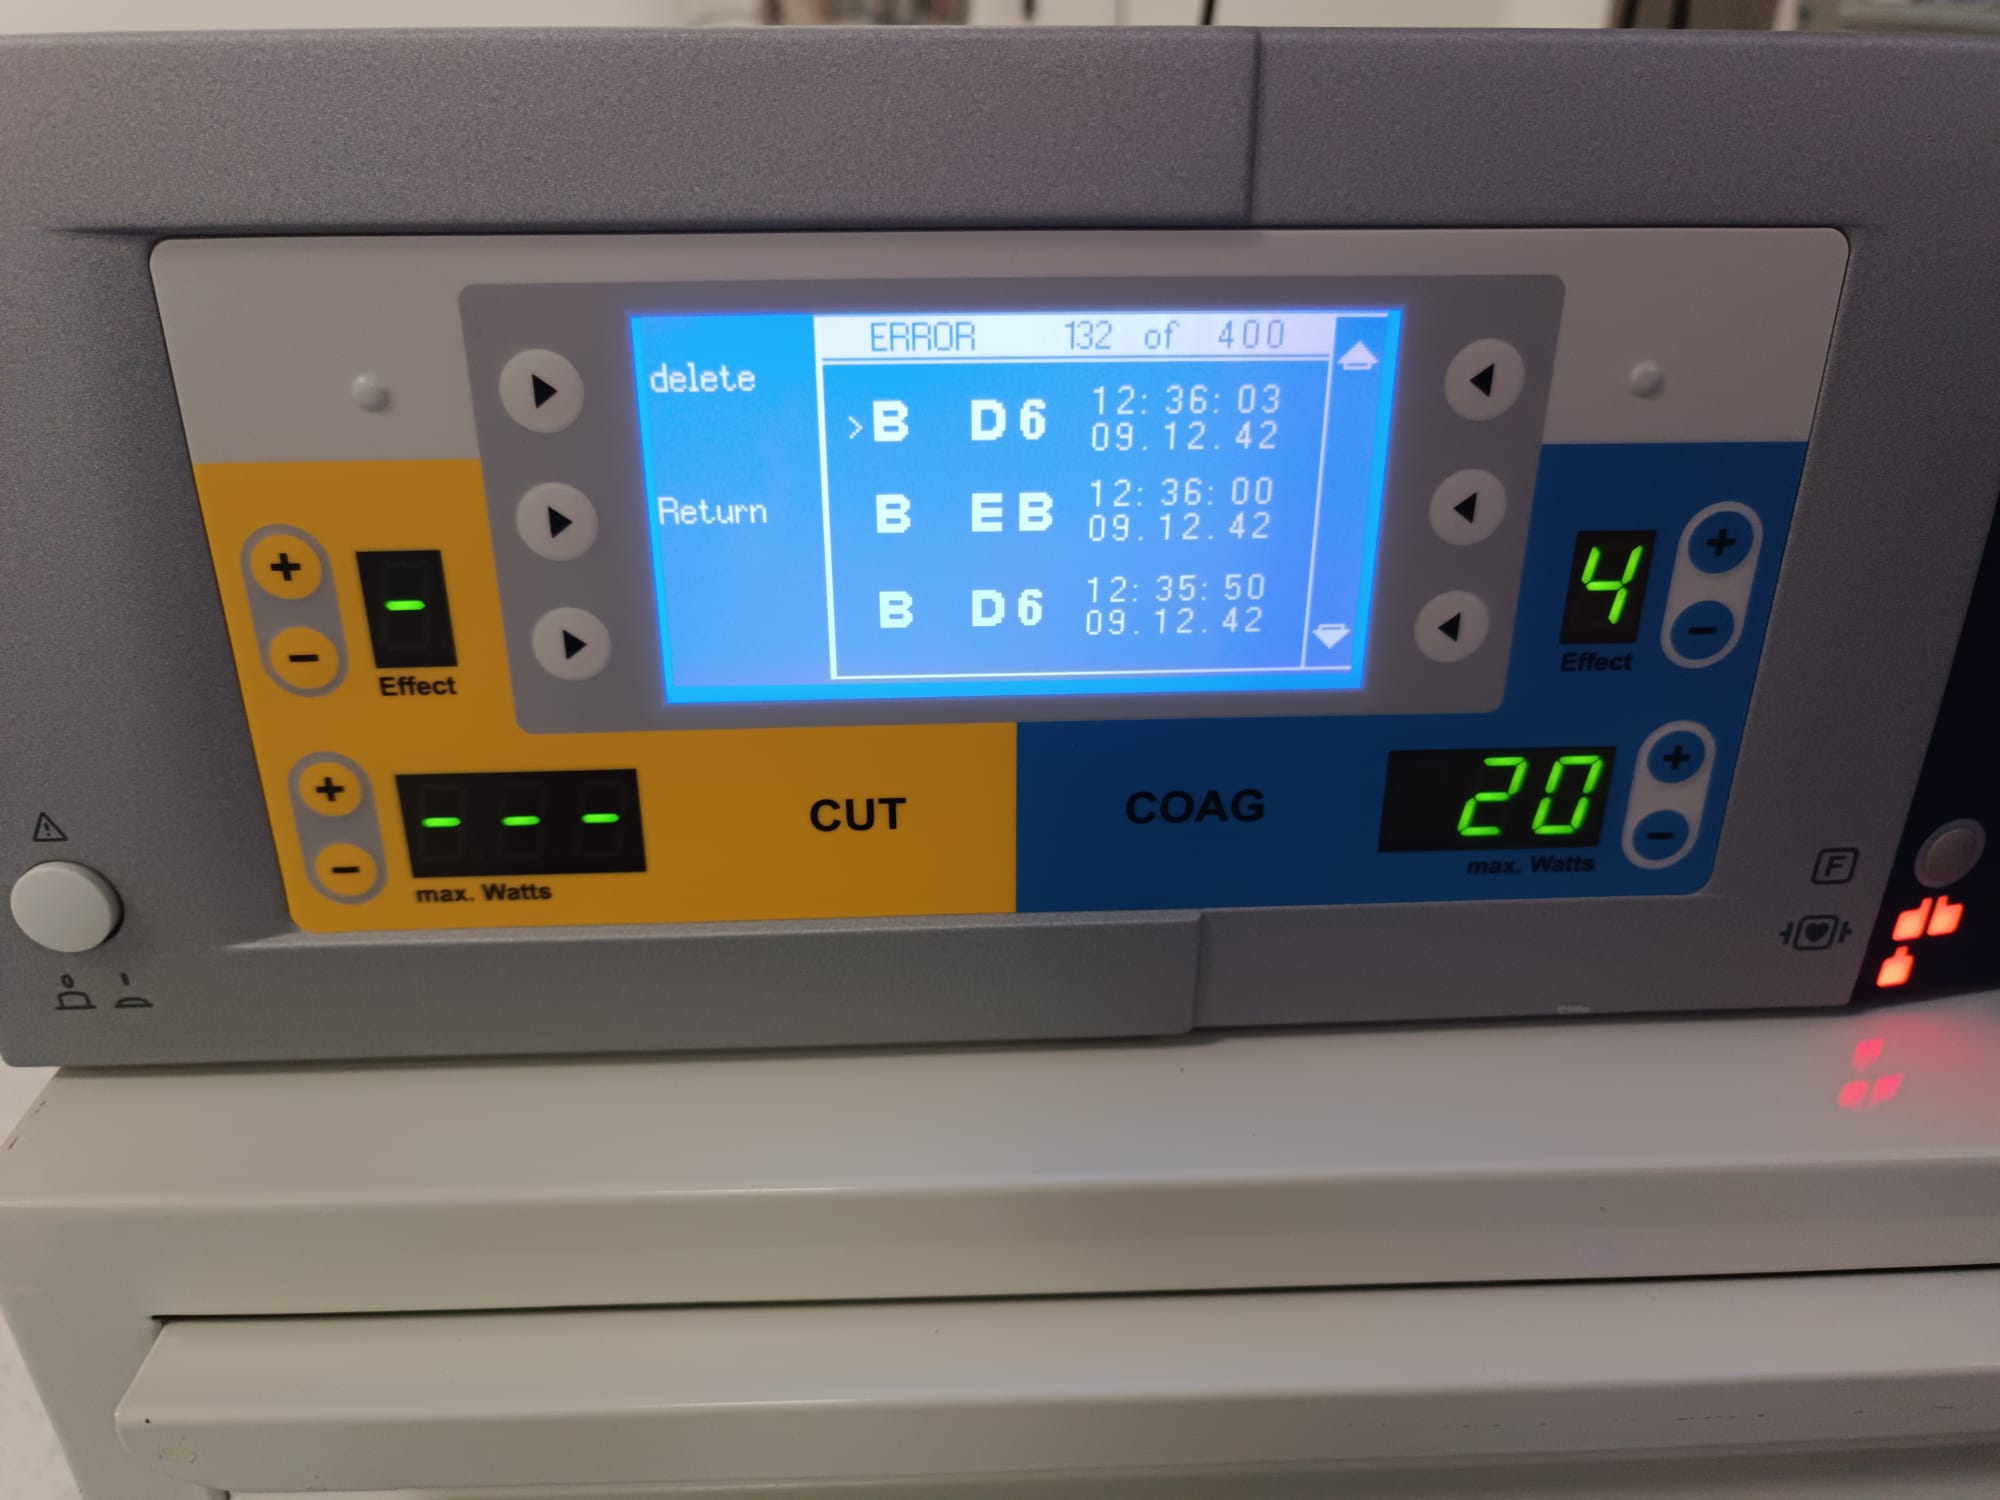 ERROR 132 of 400
delete
>B D6 12:36:03
09.12.42
Return
B EB 12:36:00
09.12.42
B D6 12:35:50
09.12.42
+
-
-
Effect
4
+
-
Effect
+
-
---
max. Watts
CUT
COAG
20
max. Watts
+
-
F